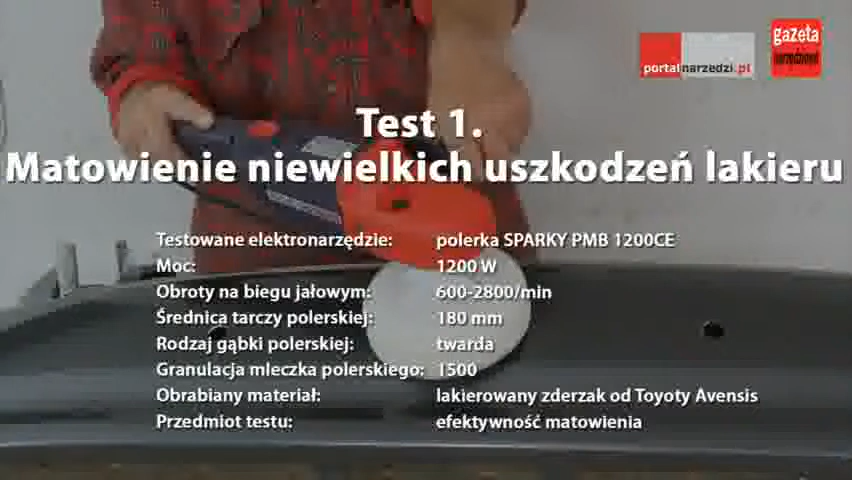 portalnarzedzi.pl
gazeta
narzędziowa
Test 1.
Matowienie niewielkich uszkodzeń lakieru
Testowane elektronarzędzie: polerka SPARKY PMB 1200CE
Moc: 1200 W
Obroty na biegu jałowym: 600-2800/min
Średnica tarczy polerskiej: 180 mm
Rodzaj gąbki polerskiej: twarda
Granulacja mleczka polerskiego: 1500
Obrabiany materiał: lakierowany zderzak od Toyoty Avensis
Przedmiot testu: efektywność matowienia